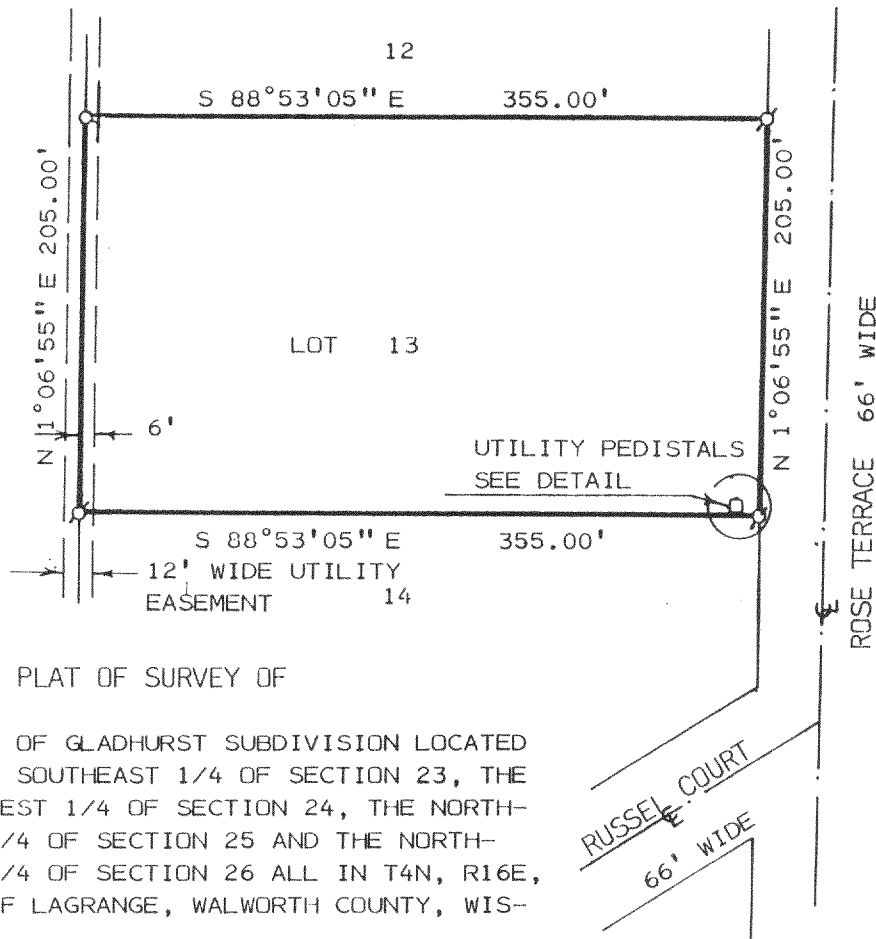 12
S 88°53'05" E 355.00'
N 1°06'55" E 205.00'
N 1°06'55" E 205.00'
ROSE TERRACE 66' WIDE
LOT 13
6'
UTILITY PEDISTALS
SEE DETAIL
S 88°53'05" E 355.00'
12' WIDE UTILITY
EASEMENT
14
PLAT OF SURVEY OF
OF GLADHURST SUBDIVISION LOCATED
SOUTHEAST 1/4 OF SECTION 23, THE
EST 1/4 OF SECTION 24, THE NORTH-
/4 OF SECTION 25 AND THE NORTH-
/4 OF SECTION 26 ALL IN T4N, R16E,
F LAGRANGE, WALWORTH COUNTY, WIS-
RUSSEL COURT
66' WIDE